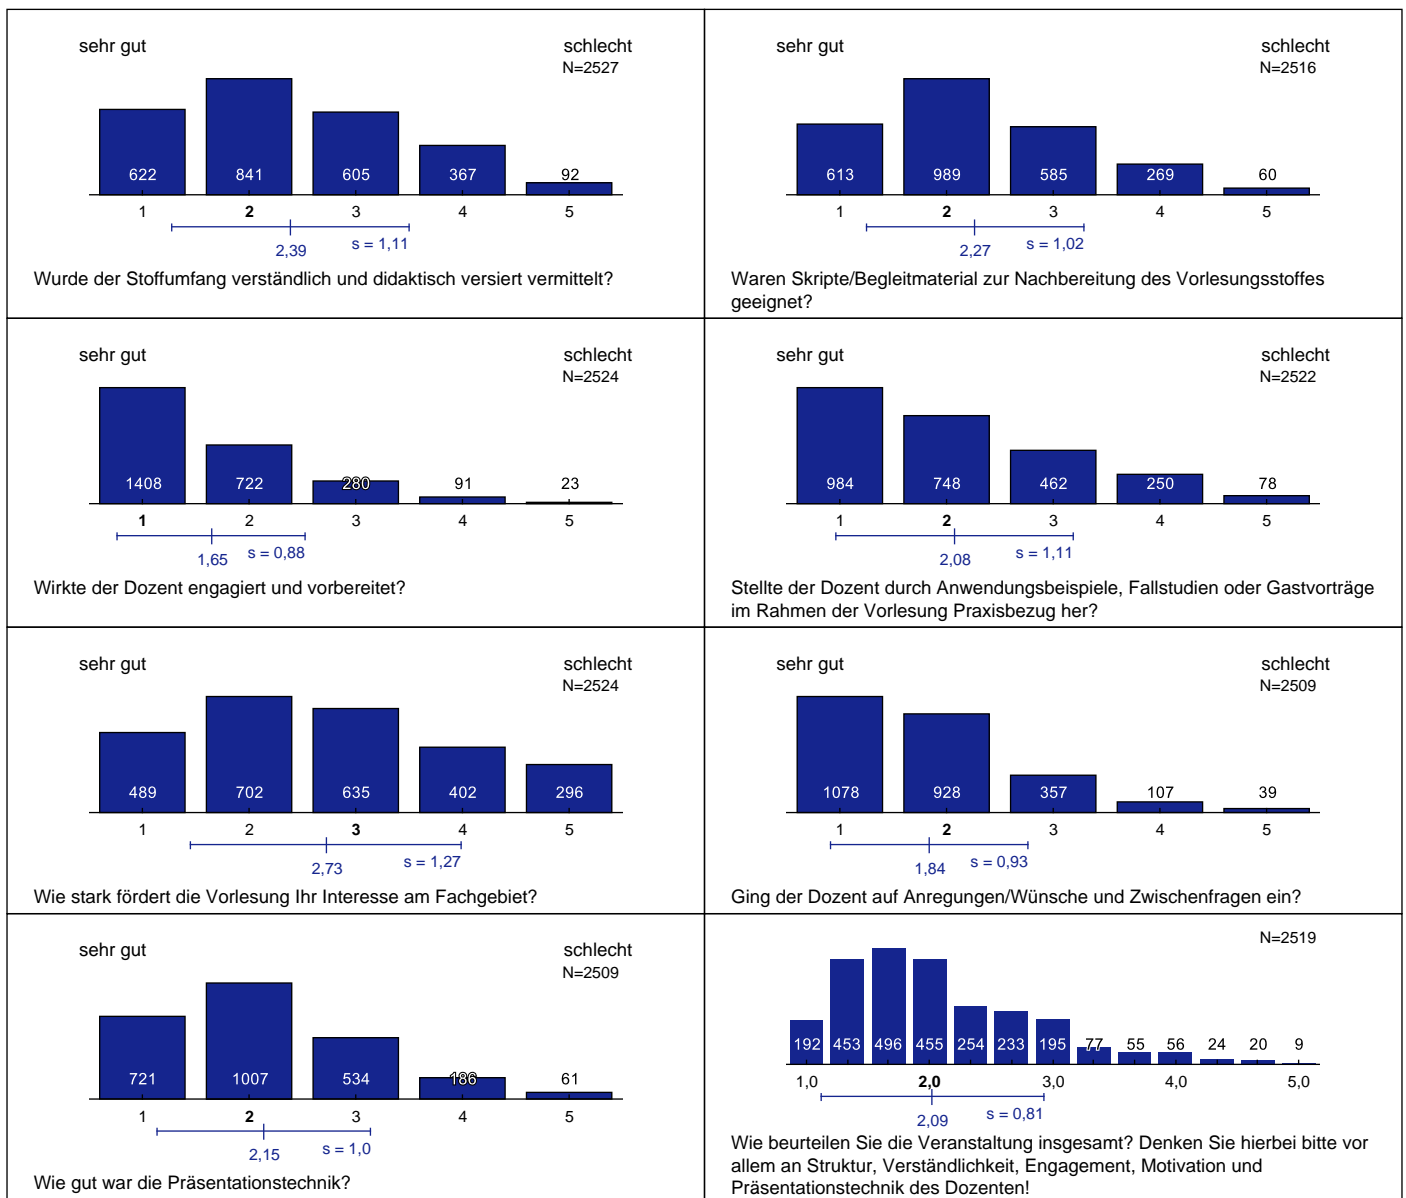 sehr gut
schlecht
N=2527
622 841 605 367 92
1 2 3 4 5
2,39 s = 1,11
Wurde der Stoffumfang verständlich und didaktisch versiert vermittelt?
sehr gut
schlecht
N=2516
613 989 585 269 60
1 2 3 4 5
2,27 s = 1,02
Waren Skripte/Begleitmaterial zur Nachbereitung des Vorlesungsstoffes
geeignet?
sehr gut
schlecht
N=2524
1408 722 280 91 23
1 2 3 4 5
1,65 s = 0,88
Wirkte der Dozent engagiert und vorbereitet?
sehr gut
schlecht
N=2522
984 748 462 250 78
1 2 3 4 5
2,08 s = 1,11
Stellte der Dozent durch Anwendungsbeispiele, Fallstudien oder Gastvorträge
im Rahmen der Vorlesung Praxisbezug her?
sehr gut
schlecht
N=2524
489 702 635 402 296
1 2 3 4 5
2,73 s = 1,27
Wie stark fördert die Vorlesung Ihr Interesse am Fachgebiet?
sehr gut
schlecht
N=2509
1078 928 357 107 39
1 2 3 4 5
1,84 s = 0,93
Ging der Dozent auf Anregungen/Wünsche und Zwischenfragen ein?
sehr gut
schlecht
N=2509
721 1007 534 186 61
1 2 3 4 5
2,15 s = 1,0
Wie gut war die Präsentationstechnik?
N=2519
192 453 496 455 254 233 195 77 55 56 24 20 9
1,0 2,0 3,0 4,0 5,0
2,09 s = 0,81
Wie beurteilen Sie die Veranstaltung insgesamt? Denken Sie hierbei bitte vor
allem an Struktur, Verständlichkeit, Engagement, Motivation und
Präsentationstechnik des Dozenten!